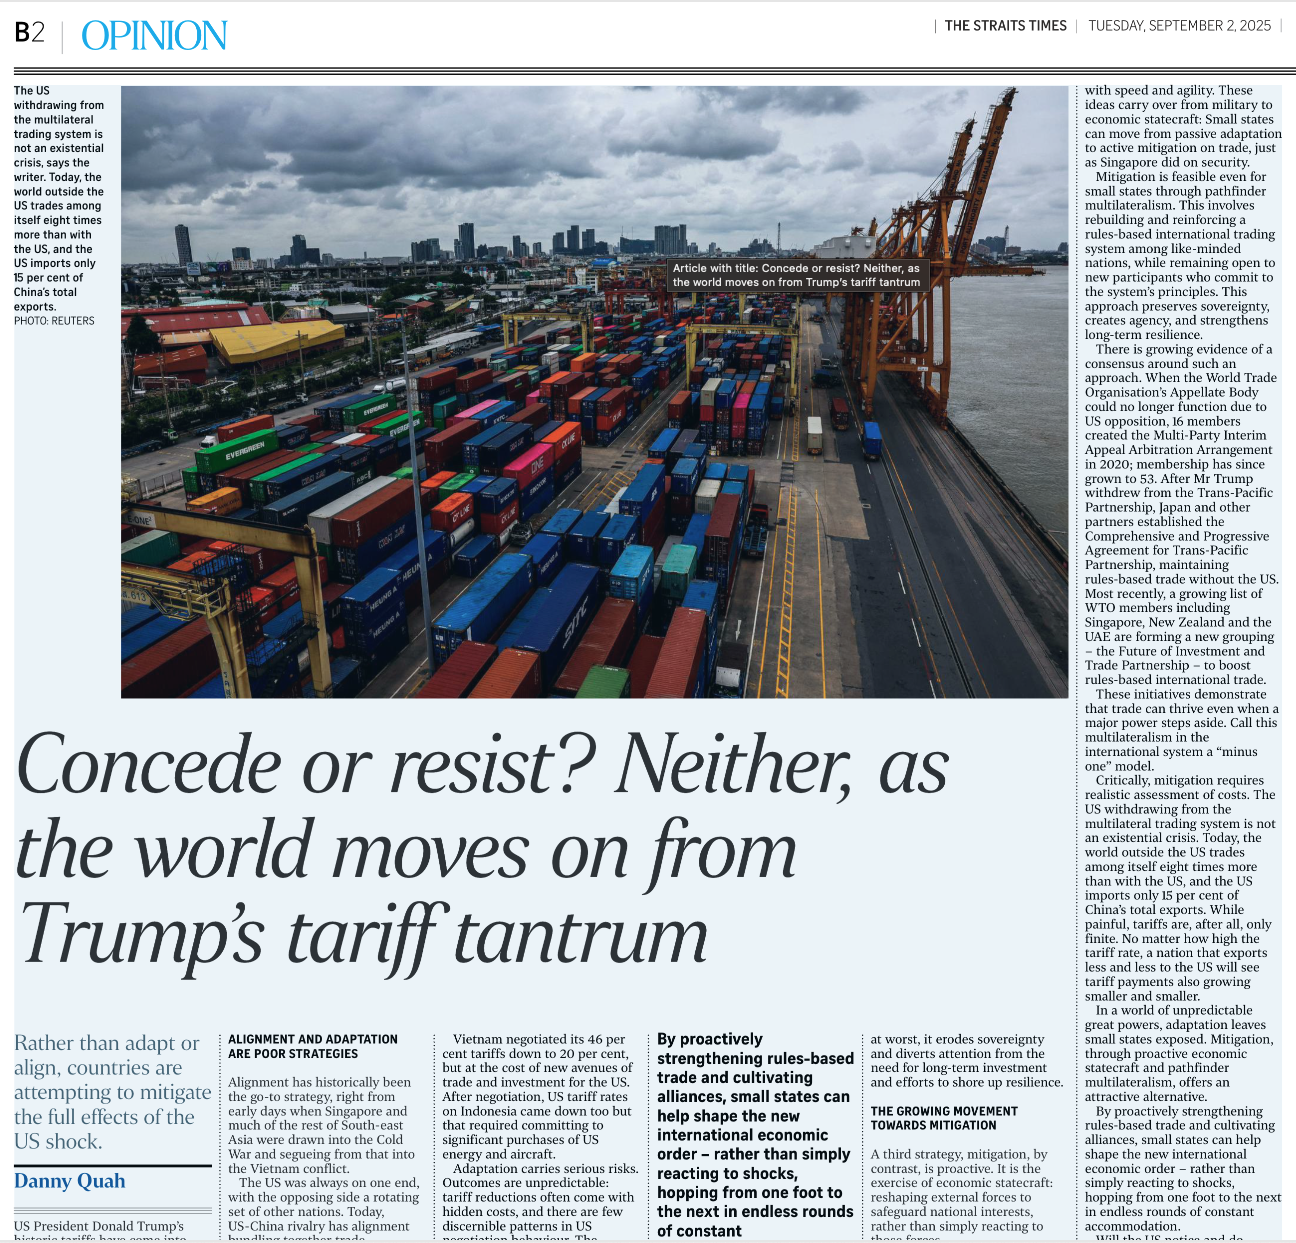 B2 OPINION
THE STRAITS TIMES | TUESDAY, SEPTEMBER 2, 2025
The US
withdrawing from
the multilateral
trading system is
not an existential
crisis, says the
writer. Today, the
world outside the
US trades among
itself eight times
more than with
the US, and the
US imports only
15 per cent of
China's total
exports.
PHOTO: REUTERS
Article with title: Concede or resist? Neither, as
the world moves on from Trump's tariff tantrum
EVERGREEN
EVERGREEN
EVERGREEN
ONE
CK LINE
CK LINE
HEUNG A
HEUNG A
HEUNG A
SITC
Concede or resist? Neither, as
the world moves on from
Trump's tariff tantrum
Rather than adapt or
align, countries are
attempting to mitigate
the full effects of the
US shock.
Danny Quah
US President Donald Trump's
historic tariffs have come into
ALIGNMENT AND ADAPTATION
ARE POOR STRATEGIES
Alignment has historically been
the go-to strategy, right from
early days when Singapore and
much of the rest of South-east
Asia were drawn into the Cold
War and segueing from that into
the Vietnam conflict.
The US was always on one end,
with the opposing side a rotating
set of other nations. Today,
US-China rivalry has alignment
bundling together trade,
Vietnam negotiated its 46 per
cent tariffs down to 20 per cent,
but at the cost of new avenues of
trade and investment for the US.
After negotiation, US tariff rates
on Indonesia came down too but
that required committing to
significant purchases of US
energy and aircraft.
Adaptation carries serious risks.
Outcomes are unpredictable:
tariff reductions often come with
hidden costs, and there are few
discernible patterns in US
negotiation behaviour. The
By proactively
strengthening rules-based
trade and cultivating
alliances, small states can
help shape the new
international economic
order – rather than simply
reacting to shocks,
hopping from one foot to
the next in endless rounds
of constant
at worst, it erodes sovereignty
and diverts attention from the
need for long-term investment
and efforts to shore up resilience.
THE GROWING MOVEMENT
TOWARDS MITIGATION
A third strategy, mitigation, by
contrast, is proactive. It is the
exercise of economic statecraft:
reshaping external forces to
safeguard national interests,
rather than simply reacting to
those forces.
with speed and agility. These
ideas carry over from military to
economic statecraft: Small states
can move from passive adaptation
to active mitigation on trade, just
as Singapore did on security.
Mitigation is feasible even for
small states through pathfinder
multilateralism. This involves
rebuilding and reinforcing a
rules-based international trading
system among like-minded
nations, while remaining open to
new participants who commit to
the system's principles. This
approach preserves sovereignty,
creates agency, and strengthens
long-term resilience.
There is growing evidence of a
consensus around such an
approach. When the World Trade
Organisation's Appellate Body
could no longer function due to
US opposition, 16 members
created the Multi-Party Interim
Appeal Arbitration Arrangement
in 2020; membership has since
grown to 53. After Mr Trump
withdrew from the Trans-Pacific
Partnership, Japan and other
partners established the
Comprehensive and Progressive
Agreement for Trans-Pacific
Partnership, maintaining
rules-based trade without the US.
Most recently, a growing list of
WTO members including
Singapore, New Zealand and the
UAE are forming a new grouping
– the Future of Investment and
Trade Partnership – to boost
rules-based international trade.
These initiatives demonstrate
that trade can thrive even when a
major power steps aside. Call this
multilateralism in the
international system a “minus
one” model.
Critically, mitigation requires
realistic assessment of costs. The
US withdrawing from the
multilateral trading system is not
an existential crisis. Today, the
world outside the US trades
among itself eight times more
than with the US, and the US
imports only 15 per cent of
China's total exports. While
painful, tariffs are, after all, only
finite. No matter how high the
tariff rate, a nation that exports
less and less to the US will see
tariff payments also growing
smaller and smaller.
In a world of unpredictable
great powers, adaptation leaves
small states exposed. Mitigation,
through proactive economic
statecraft and pathfinder
multilateralism, offers an
attractive alternative.
By proactively strengthening
rules-based trade and cultivating
alliances, small states can help
shape the new international
economic order – rather than
simply reacting to shocks,
hopping from one foot to the next
in endless rounds of constant
accommodation.
Will the US notice and do